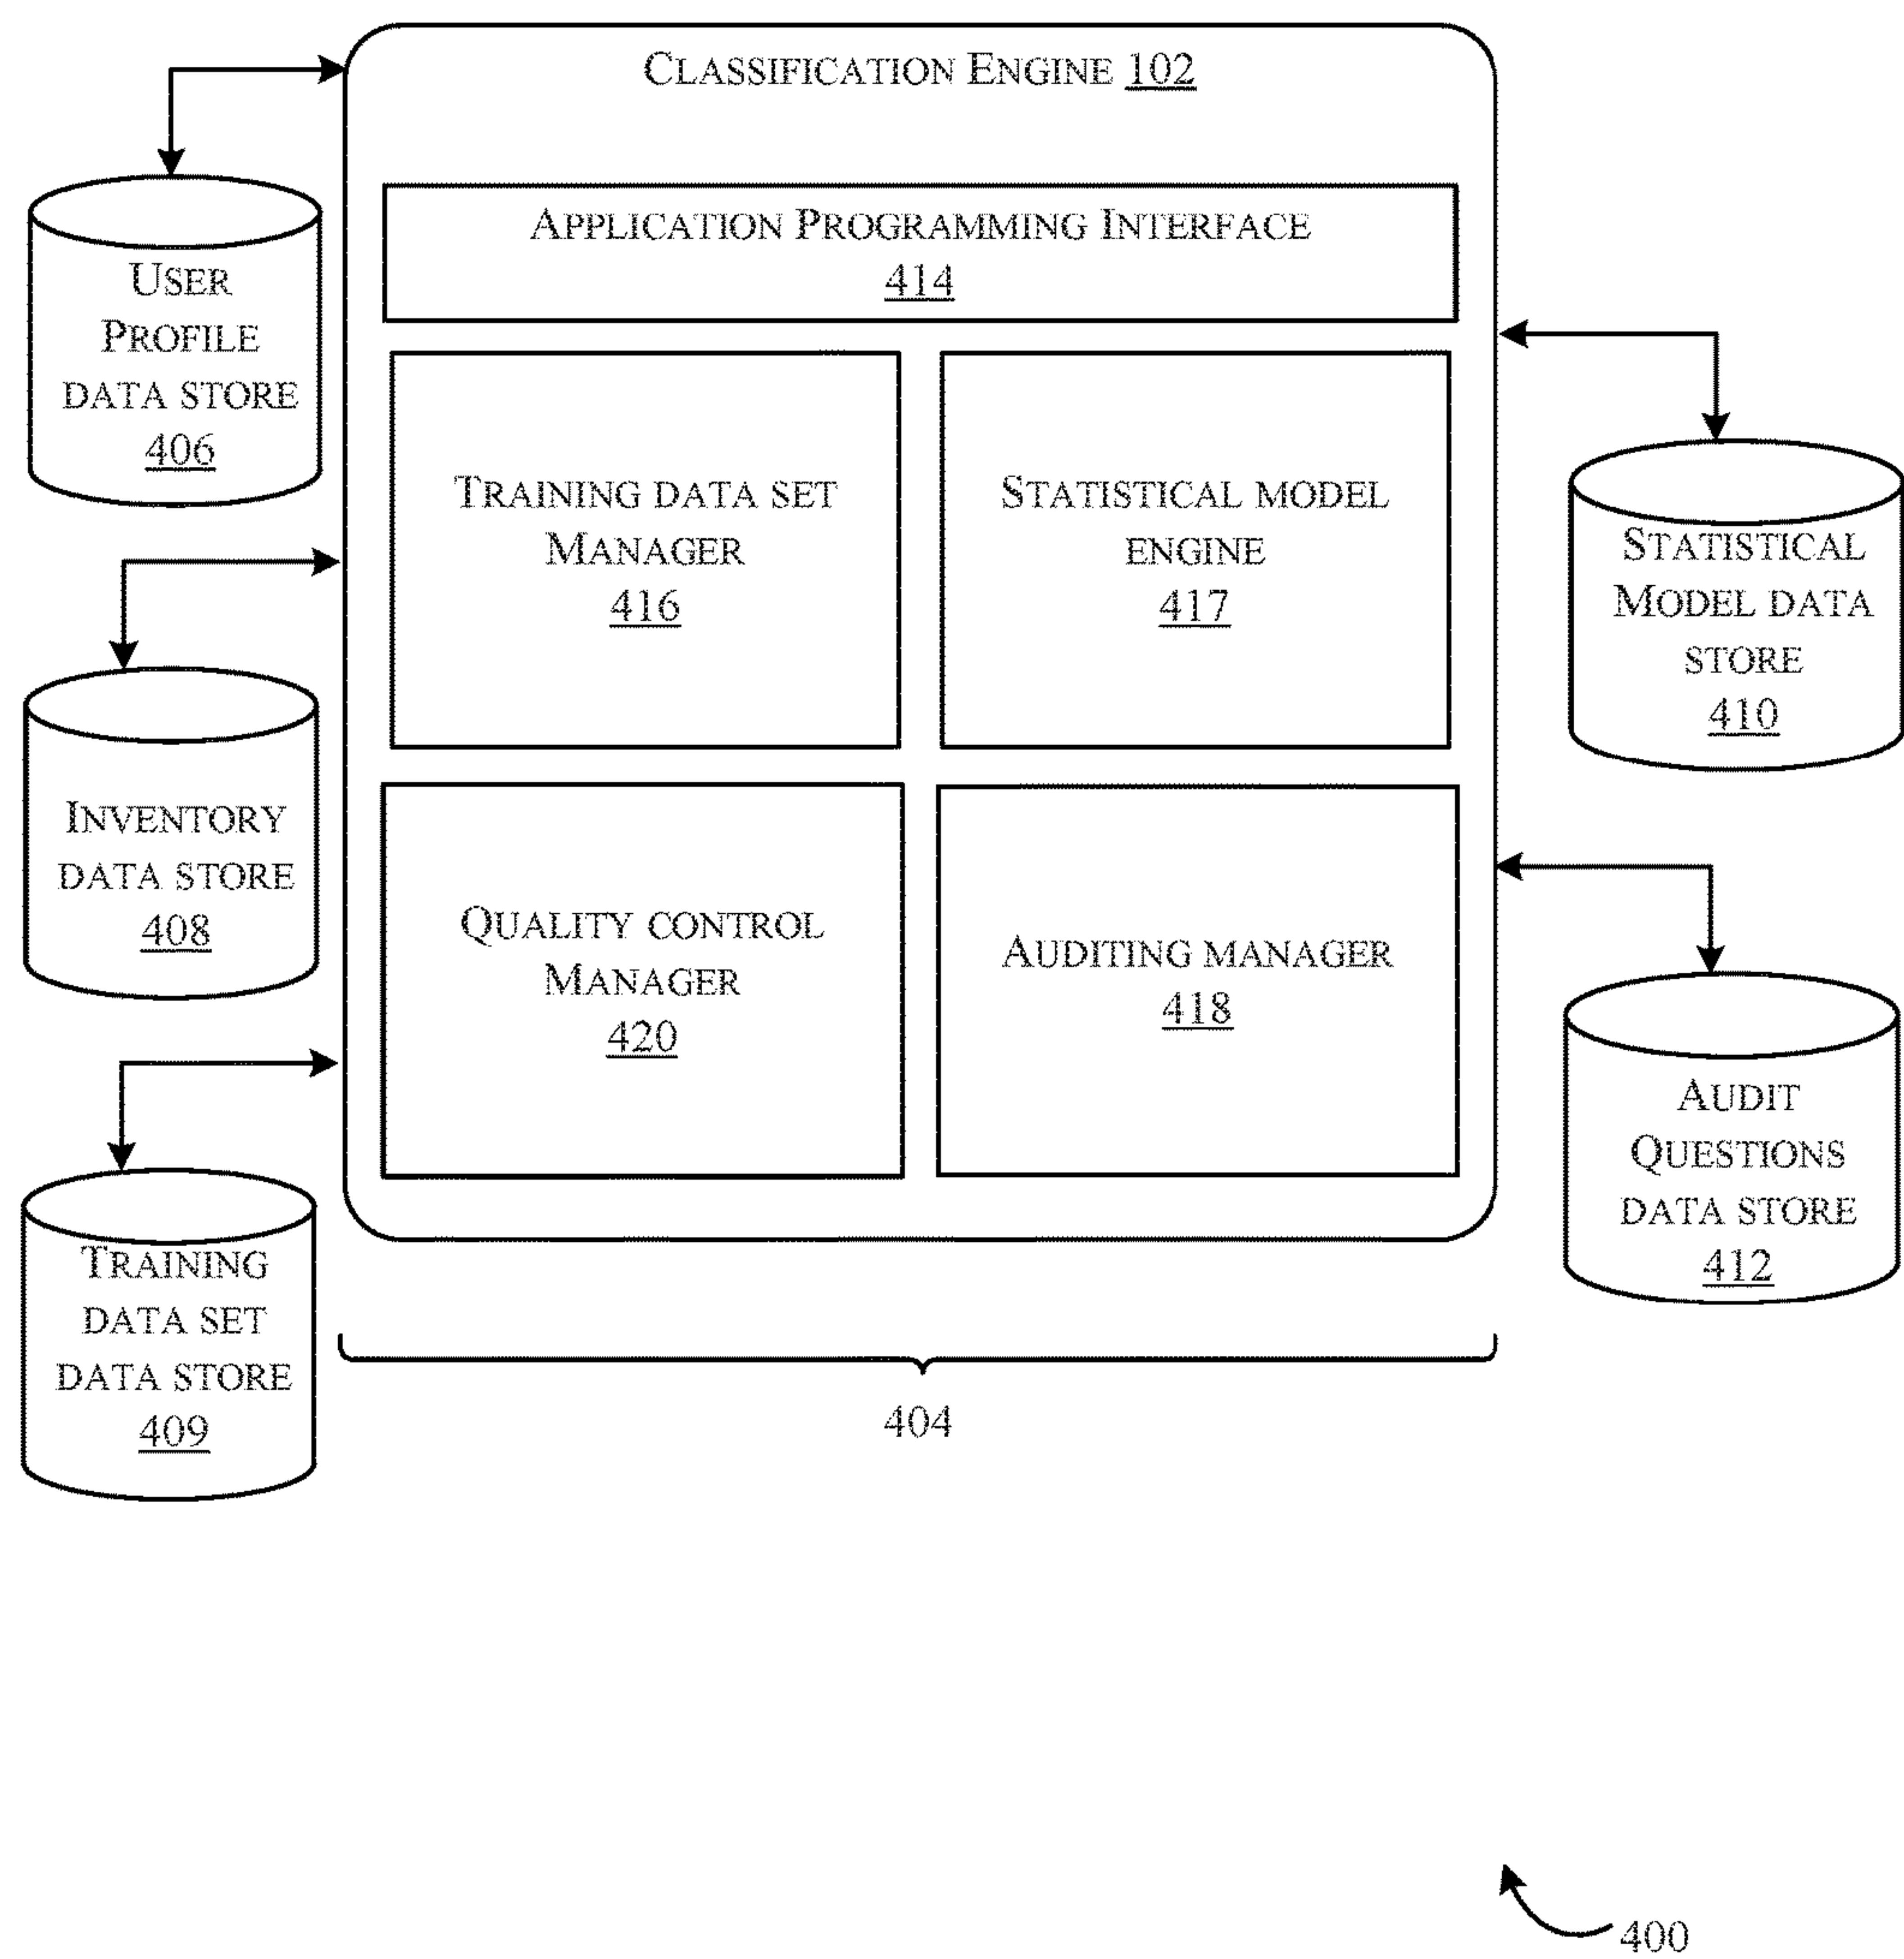 CLASSIFICATION ENGINE 102
APPLICATION PROGRAMMING INTERFACE
414
USER
PROFILE
DATA STORE
406
TRAINING DATA SET
MANAGER
416
STATISTICAL MODEL
ENGINE
417
STATISTICAL
MODEL DATA
STORE
410
INVENTORY
DATA STORE
408
QUALITY CONTROL
MANAGER
420
AUDITING MANAGER
418
AUDIT
QUESTIONS
DATA STORE
412
TRAINING
DATA SET
DATA STORE
409
404
400